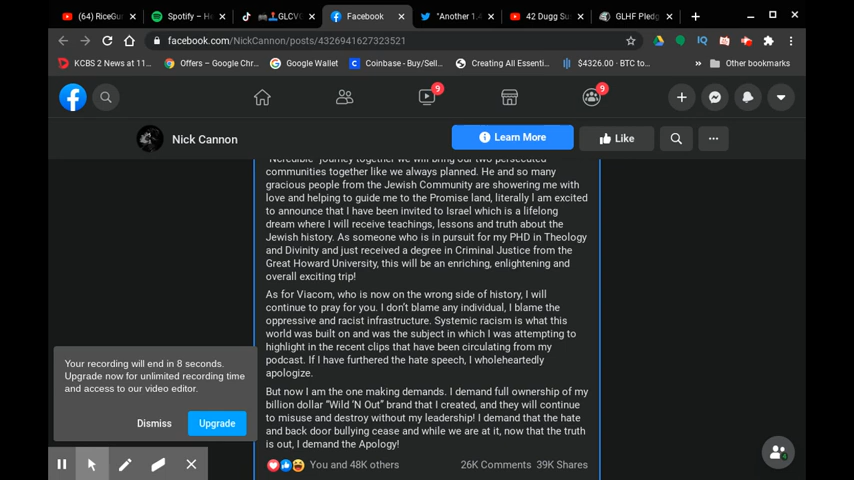 (64) RiceGu
Spotify – He
GLCVC
Facebook
"Another 1.4
42 Dugg Su
GLHF Pledg
facebook.com/NickCannon/posts/4326941627323521
KCBS 2 News at 11...
Offers – Google Chr...
Google Wallet
Coinbase - Buy/Sell...
Creating All Essenti...
$4326.00 · BTC to...
Other bookmarks
9
9
Nick Cannon
Learn More
Like
"Ncredible" journey together we will bring our two persecuted
communities together like we always planned. He and so many
gracious people from the Jewish Community are showering me with
love and helping to guide me to the Promise land, literally I am excited
to announce that I have been invited to Israel which is a lifelong
dream where I will receive teachings, lessons and truth about the
Jewish history. As someone who is in pursuit for my PHD in Theology
and Divinity and just received a degree in Criminal Justice from the
Great Howard University, this will be an enriching, enlightening and
overall exciting trip!
As for Viacom, who is now on the wrong side of history, I will
continue to pray for you. I don't blame any individual, I blame the
oppressive and racist infrastructure. Systemic racism is what this
world was built on and was the subject in which I was attempting to
highlight in the recent clips that have been circulating from my
podcast. If I have furthered the hate speech, I wholeheartedly
apologize.
But now I am the one making demands. I demand full ownership of my
billion dollar "Wild 'N Out" brand that I created, and they will continue
to misuse and destroy without my leadership! I demand that the hate
and back door bullying cease and while we are at it, now that the truth
is out, I demand the Apology!
You and 48K others
26K Comments 39K Shares
Your recording will end in 8 seconds.
Upgrade now for unlimited recording time
and access to our video editor.
Dismiss
Upgrade